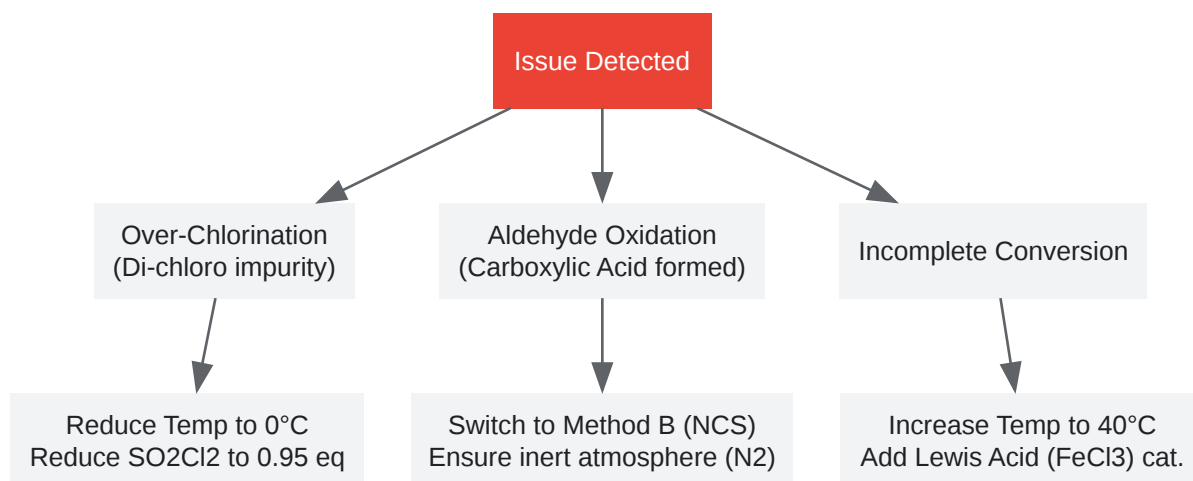 Issue Detected
Over-Chlorination
(Di-chloro impurity)
Aldehyde Oxidation
(Carboxylic Acid formed)
Incomplete Conversion
Reduce Temp to 0°C
Reduce SO2Cl2 to 0.95 eq
Switch to Method B (NCS)
Ensure inert atmosphere (N2)
Increase Temp to 40°C
Add Lewis Acid (FeCl3) cat.